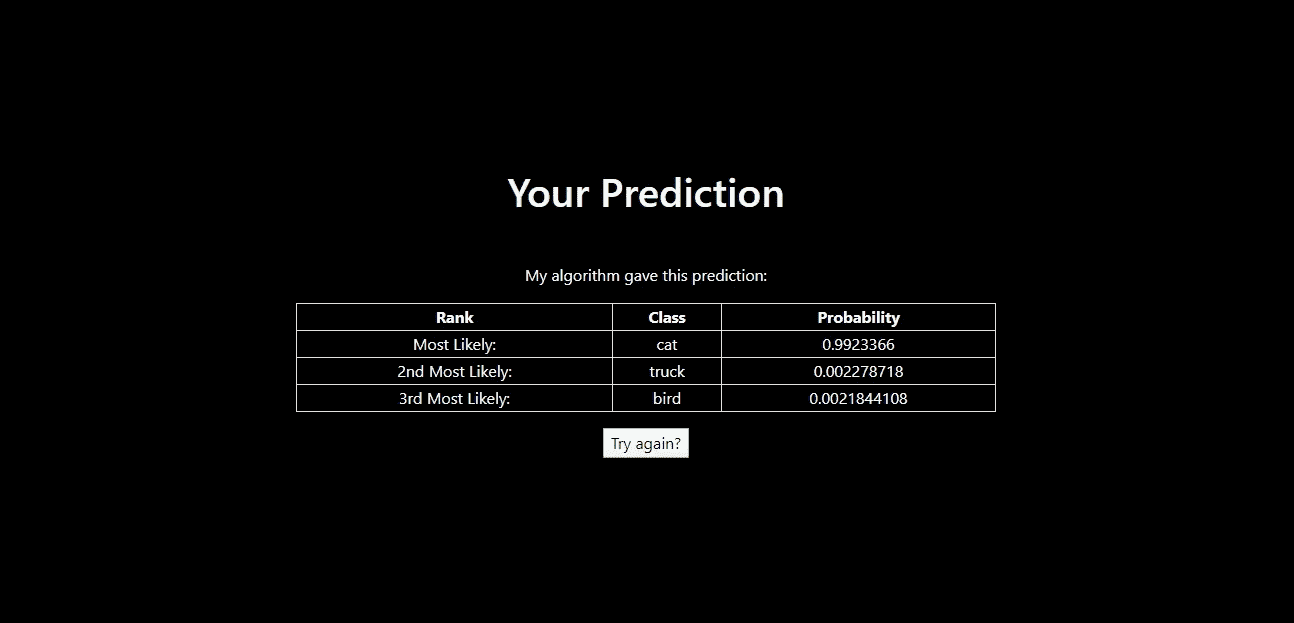 Your Prediction
My algorithm gave this prediction:
Rank Class Probability
Most Likely: cat 0.9923366
2nd Most Likely: truck 0.002278718
3rd Most Likely: bird 0.0021844108
Try again?